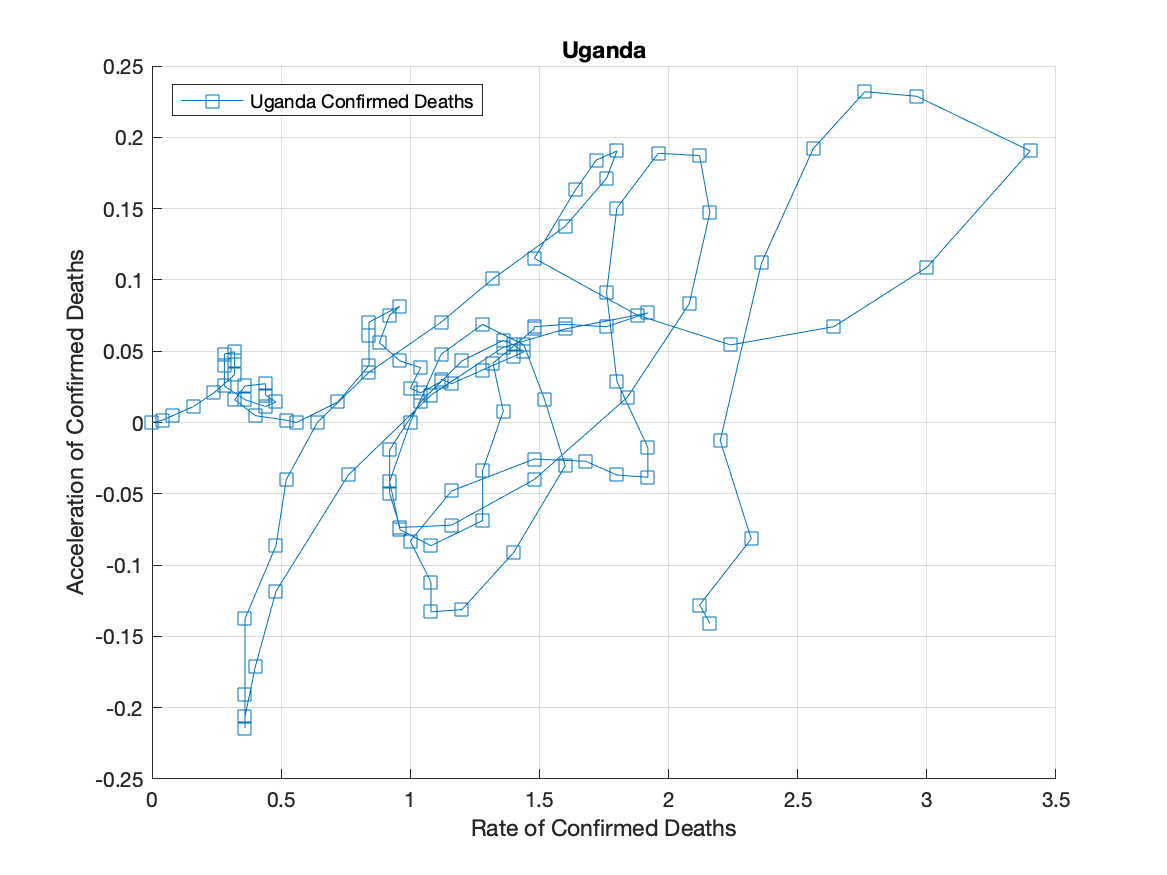 Uganda
Uganda Confirmed Deaths
0.25
0.2
0.15
0.1
0.05
0
-0.05
-0.1
-0.15
-0.2
-0.25
Acceleration of Confirmed Deaths
0 0.5 1 1.5 2 2.5 3 3.5
Rate of Confirmed Deaths